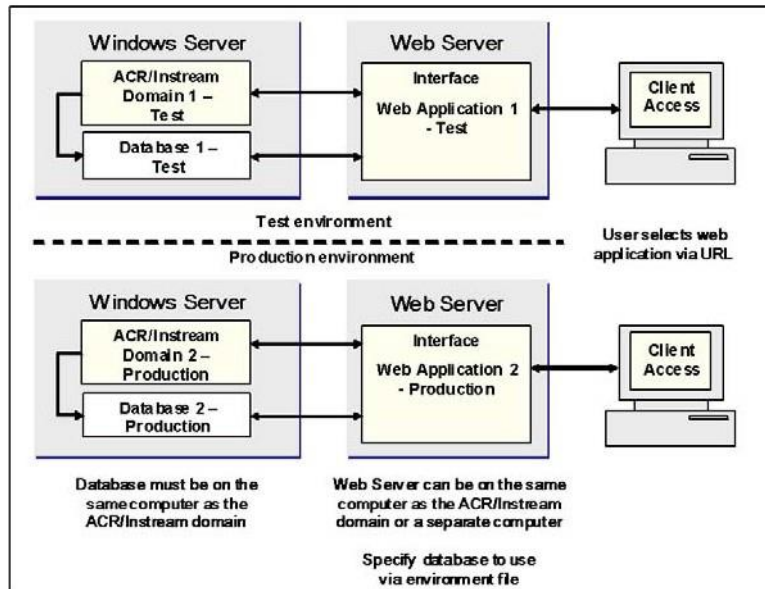 Windows Server
Web Server
ACR/Instream
Domain 1 –
Test
Database 1 –
Test
Interface
Web Application 1
- Test
Client
Access
Test environment
Production environment
User selects web
application via URL
Windows Server
Web Server
ACR/Instream
Domain 2 –
Production
Database 2 –
Production
Interface
Web Application 2
- Production
Client
Access
Database must be on the
same computer as the
ACR/Instream domain
Web Server can be on the same
computer as the ACR/Instream
domain or a separate computer
Specify database to use
via environment file